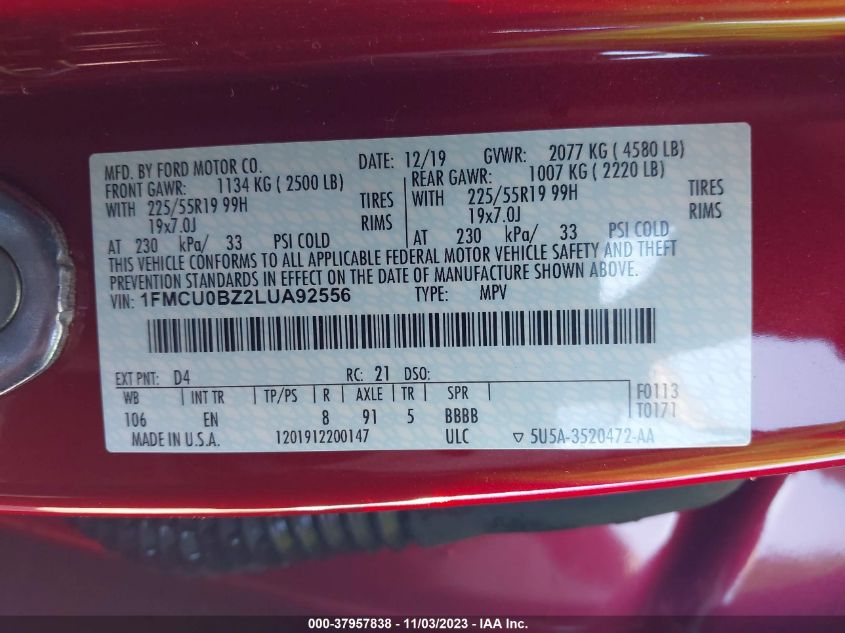 MFD. BY FORD MOTOR CO. DATE: 12/19 GVWR: 2077 KG ( 4580 LB)
FRONT GAWR: 1134 KG ( 2500 LB) REAR GAWR: 1007 KG ( 2220 LB)
WITH 225/55R19 99H TIRES WITH 225/55R19 99H TIRES
19x7.0J RIMS 19x7.0J RIMS
AT 230 kPa/ 33 PSI COLD AT 230 kPa/ 33 PSI COLD
THIS VEHICLE CONFORMS TO ALL APPLICABLE FEDERAL MOTOR VEHICLE SAFETY AND THEFT
PREVENTION STANDARDS IN EFFECT ON THE DATE OF MANUFACTURE SHOWN ABOVE.
VIN: 1FMCU0BZ2LUA92556 TYPE: MPV
EXT PNT: D4 RC: 21 DSO:
WB INT TR TP/PS R AXLE TR SPR F0113
106 EN 8 91 5 BBBB T0171
MADE IN U.S.A. 1201912200147 ULC ▽ 5U5A-3520472-AA
000-37957838 - 11/03/2023 - IAA Inc.